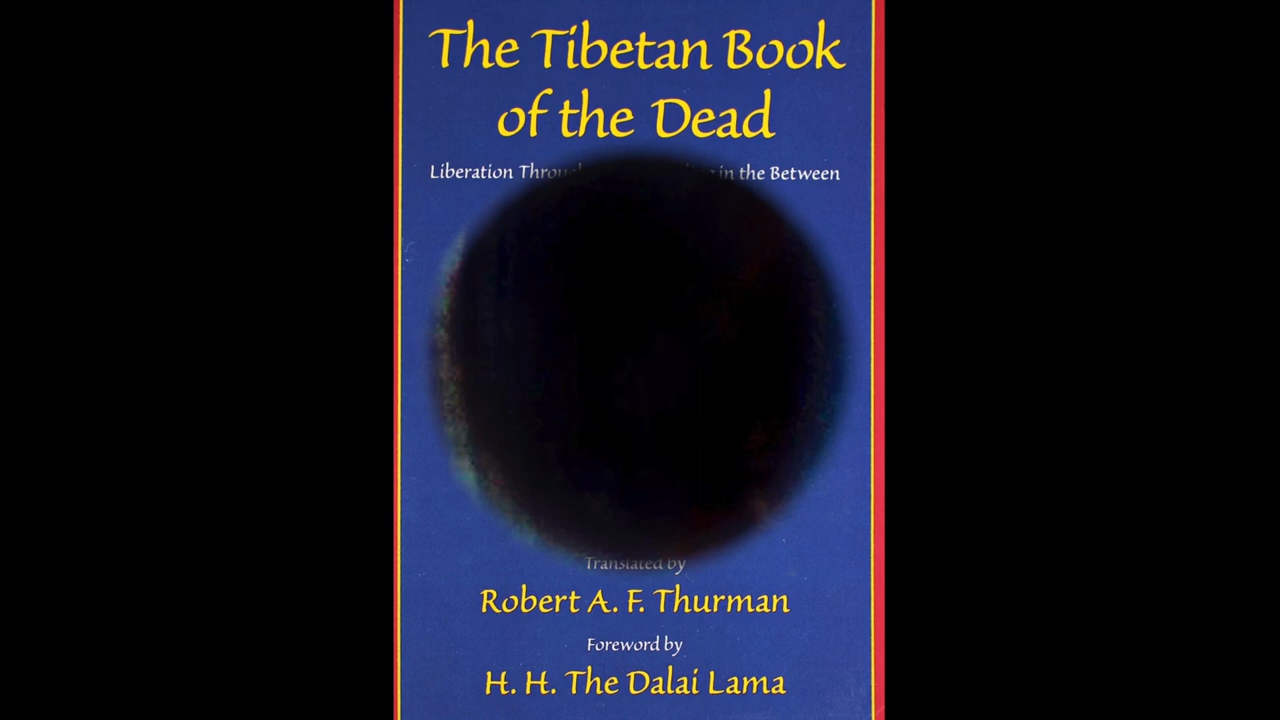 The Tibetan Book
of the Dead
Liberation Through in the Between
Translated by
Robert A. F. Thurman
Foreword by
H. H. The Dalai Lama